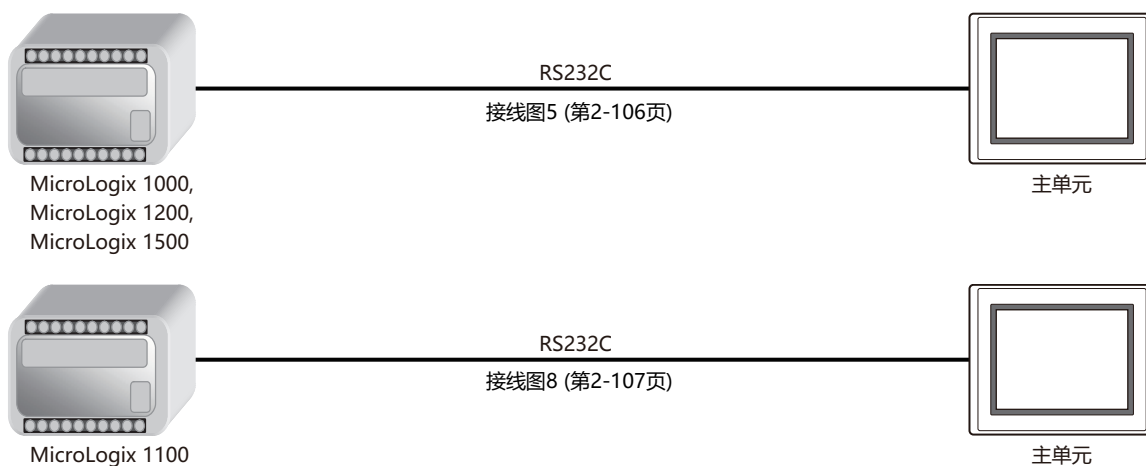 RS232C
接线图5 (第2-106页)
MicroLogix 1000,
MicroLogix 1200,
MicroLogix 1500
主单元
RS232C
接线图8 (第2-107页)
MicroLogix 1100
主单元